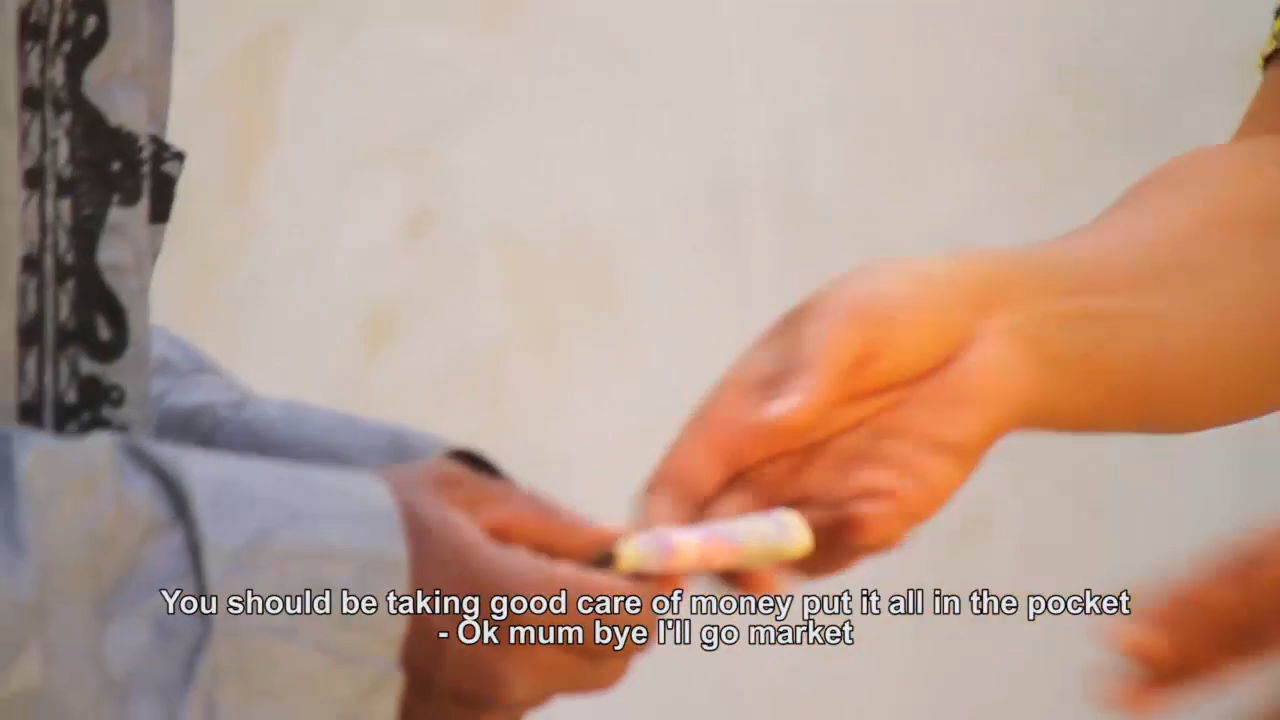 You should be taking good care of money put it all in the pocket
- Ok mum bye I'll go market